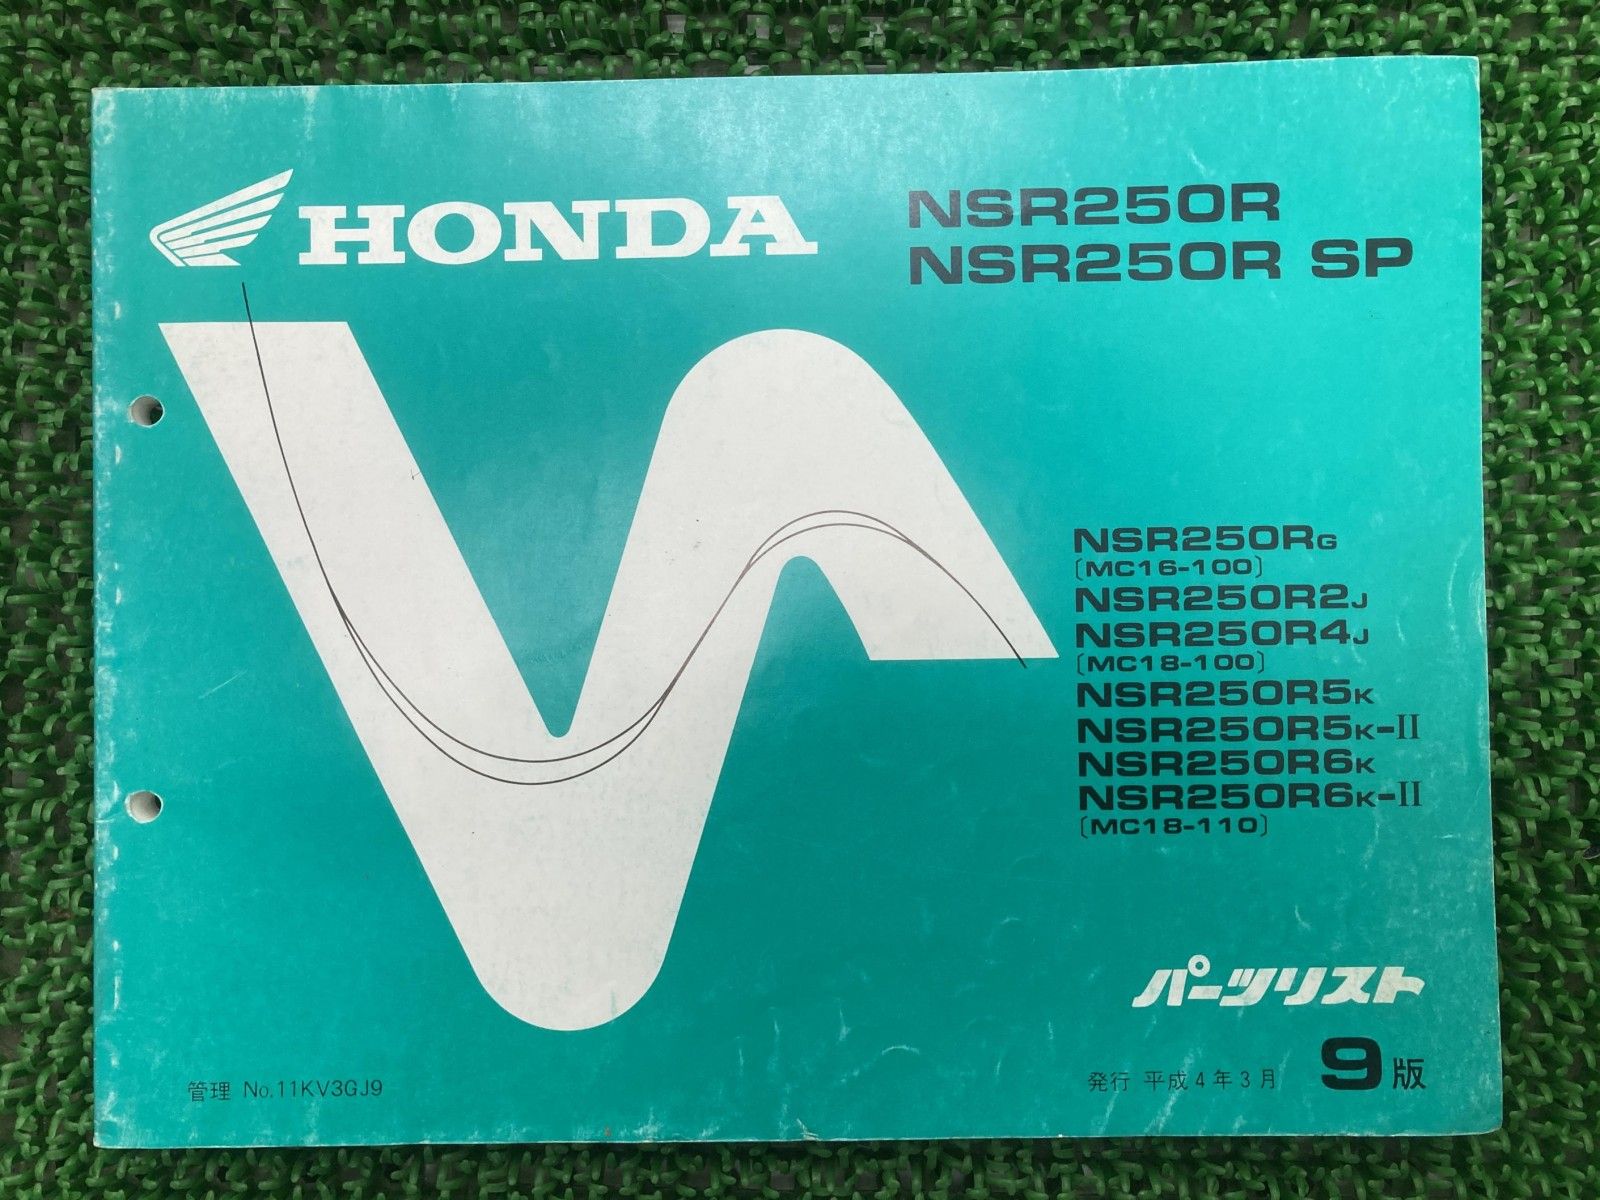 HONDA
NSR250R
NSR250R SP
NSR250RG
[MC16-100]
NSR250R2J
NSR250R4J
[MC18-100]
NSR250R5K
NSR250R5K-II
NSR250R6K
NSR250R6K-II
[MC18-110]
パーツリスト
9版
発行 平成4年3月
管理 No.11KV3GJ9